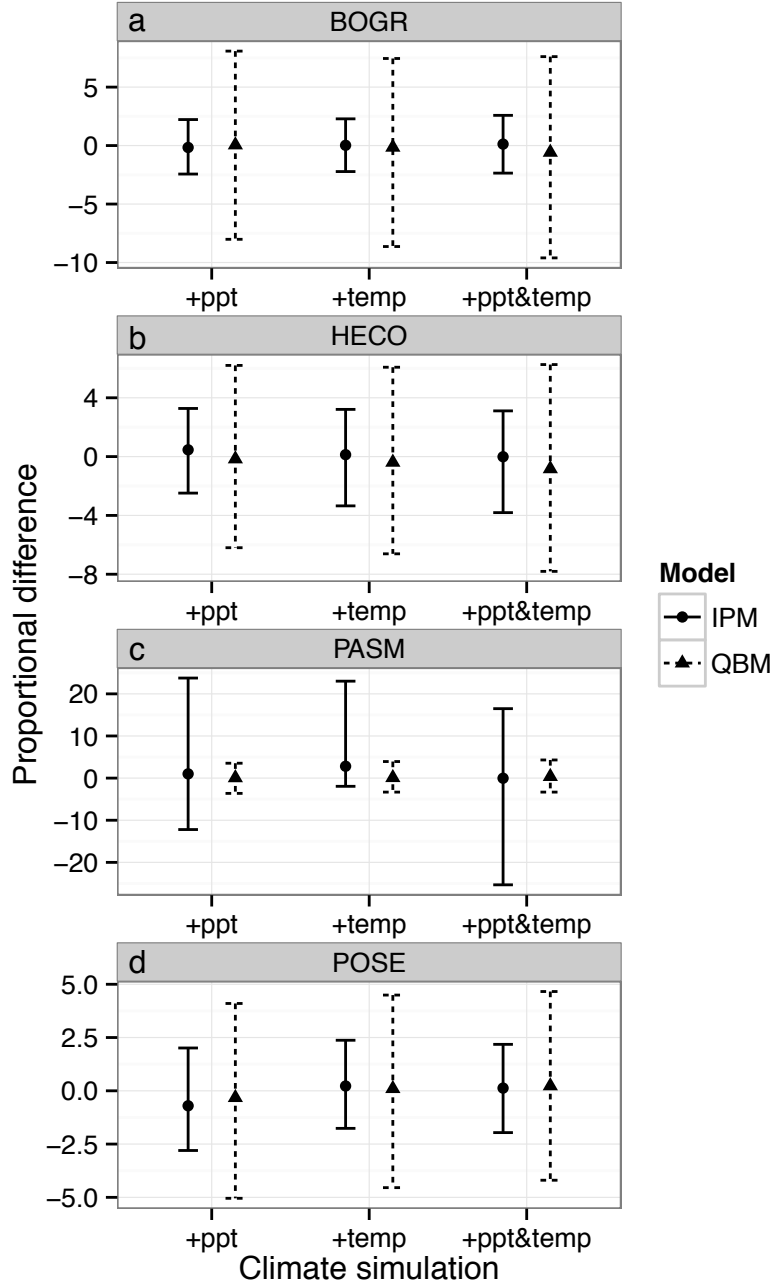 a BOGR
5
0
−5
−10
+ppt +temp +ppt&temp
b HECO
4
0
−4
−8
+ppt +temp +ppt&temp
c PASM
20
10
0
−10
−20
+ppt +temp +ppt&temp
d POSE
5.0
2.5
0.0
−2.5
−5.0
+ppt +temp +ppt&temp
Climate simulation
Proportional difference
Model
IPM
QBM